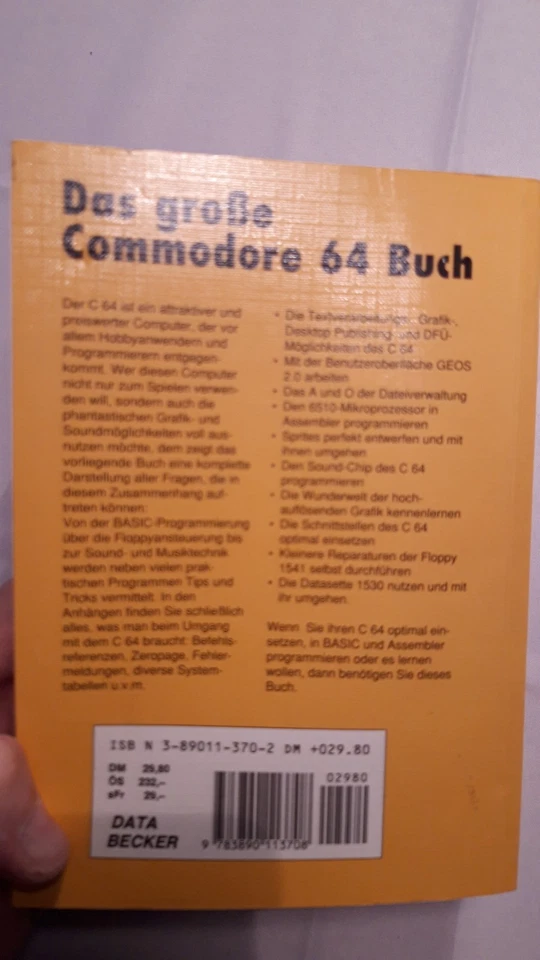 Das große
Commodore 64 Buch
Der C 64 ist ein attraktiver und
preiswerter Computer, der vor
allem Hobbyanwendern und
Programmierern entgegen-
kommt. Wer diesen Computer
nicht nur zum Spielen verwen-
den will, sondern auch die
phantastischen Grafik- und
Soundmöglichkeiten voll aus-
nutzen möchte, dem zeigt das
vorliegende Buch eine komplette
Darstellung aller Fragen, die in
diesem Zusammenhang auf-
treten können:
Von der BASIC-Programmierung
über die Floppyansteuerung bis
zur Sound- und Musiktechnik
werden neben vielen prak-
tischen Programmen Tips und
Tricks vermittelt. In den
Anhängen finden Sie schließlich
alles, was man beim Umgang
mit dem C 64 braucht: Befehls-
referenzen, Zeropage, Fehler-
meldungen, diverse System-
tabellen u.v.m.
• Die Textverarbeitungs-, Grafik-,
Desktop Publishing- und DFÜ-
Möglichkeiten des C 64
• Mit der Benutzeroberfläche GEOS
2.0 arbeiten
• Das A und O der Dateiverwaltung
• Den 6510-Mikroprozessor in
Assembler programmieren
• Sprites perfekt entwerfen und mit
ihnen umgehen
• Den Sound-Chip des C 64
programmieren
• Die Wunderwelt der hoch-
auflösenden Grafik kennenlernen
• Die Schnittstellen des C 64
optimal einsetzen
• Kleinere Reparaturen der Floppy
1541 selbst durchführen
• Die Datasette 1530 nutzen und mit
ihr umgehen.
Wenn Sie ihren C 64 optimal ein-
setzen, in BASIC und Assembler
programmieren oder es lernen
wollen, dann benötigen Sie dieses
Buch.
ISB N 3-89011-370-2 DM +029.80
DM 29,80
ÖS 232,-
sFr 29,-
02980
DATA
BECKER
9 783890 113708